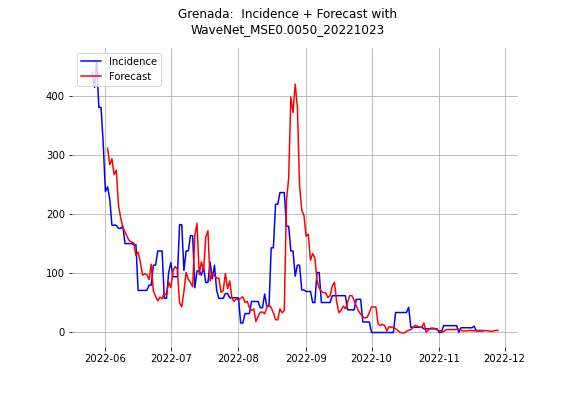 Grenada:  Incidence + Forecast with
WaveNet_MSE0.0050_20221023
Incidence
Forecast
400
300
200
100
0
2022-06 2022-07 2022-08 2022-09 2022-10 2022-11 2022-12